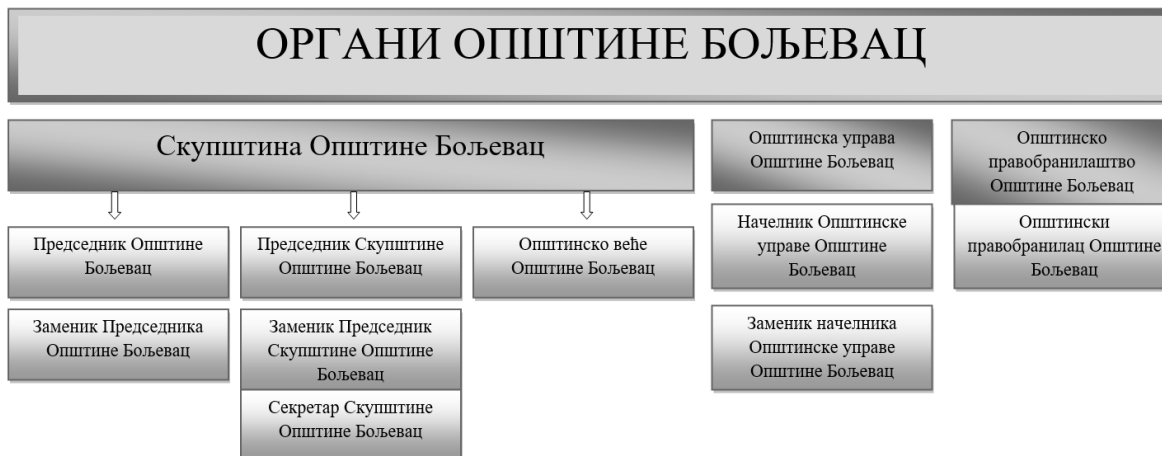 ОРГАНИ ОПШТИНЕ БОЉЕВАЦ
Скупштина Општине Бољевац
Председник Општине
Бољевац
Заменик Председника
Општине Бољевац
Председник Скупштине
Општине Бољевац
Заменик Председник
Скупштине Општине
Бољевац
Секретар Скупштине
Општине Бољевац
Општинско веће
Општине Бољевац
Општинска управа
Општине Бољевац
Начелник Општинске
управе Општине
Бољевац
Заменик начелника
Општинске управе
Општине Бољевац
Општинско
правобранилаштво
Општине Бољевац
Општински
правобранилац Општине
Бољевац